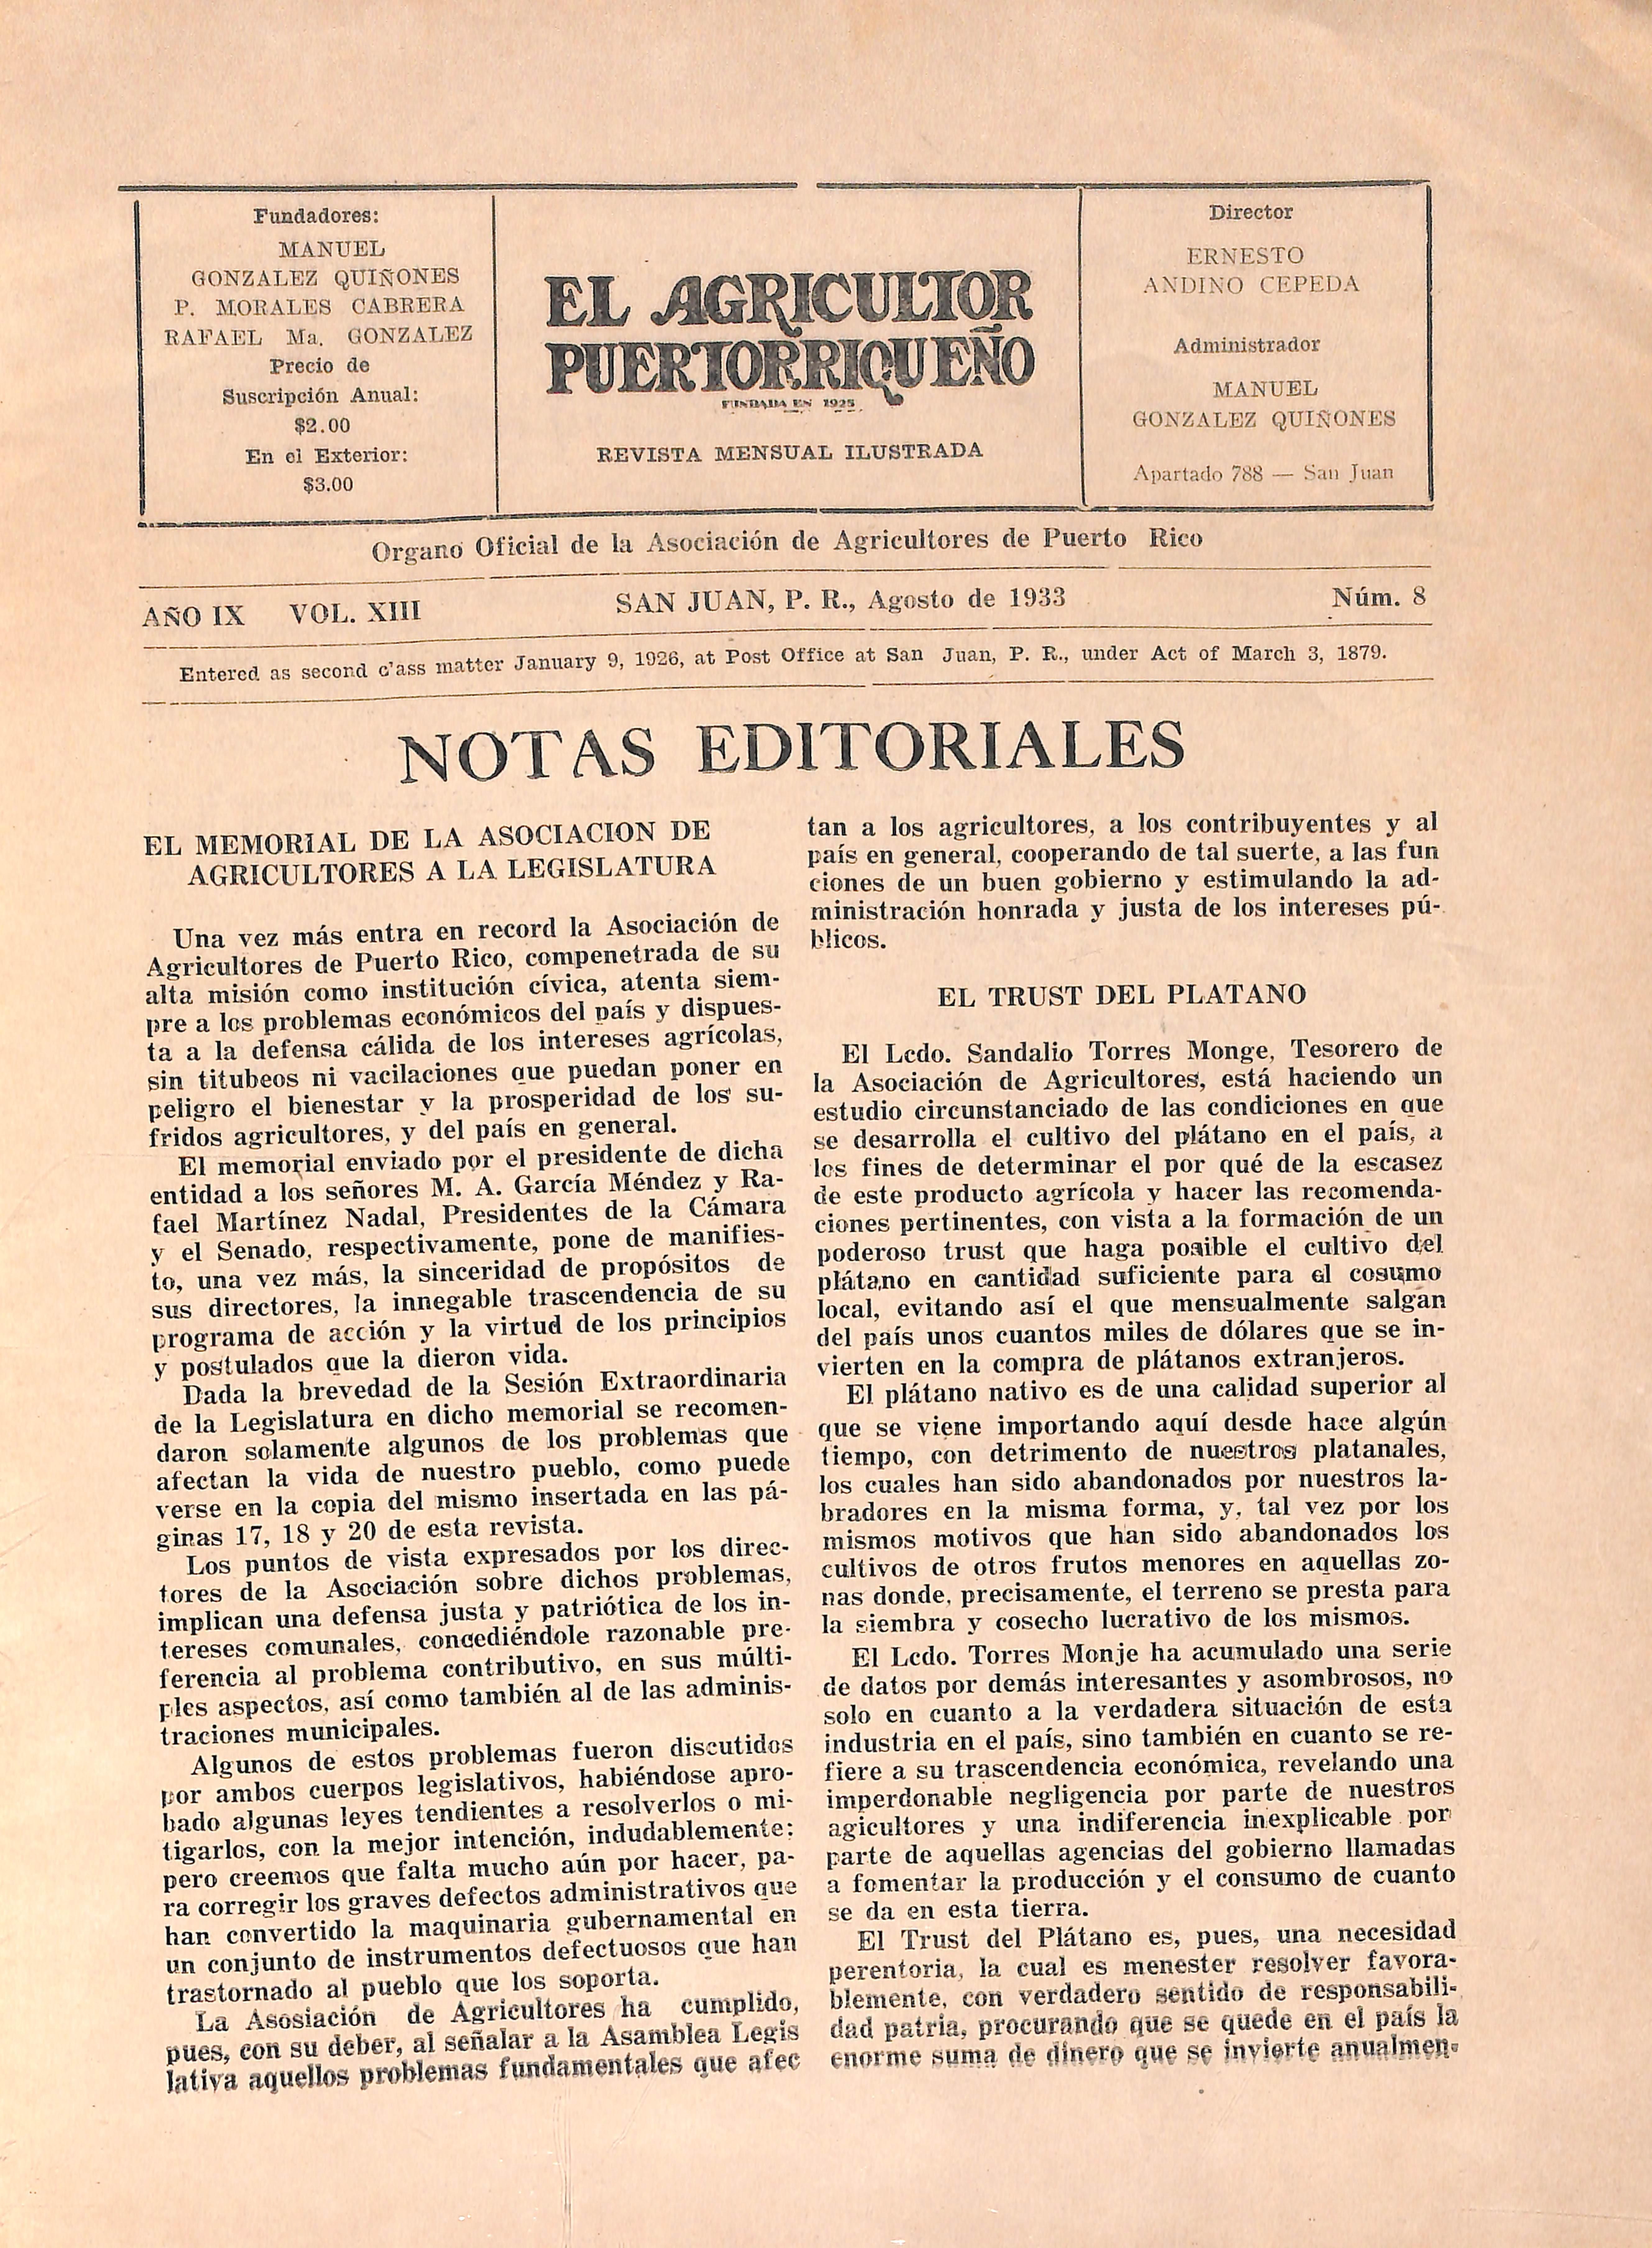 Fundadores:
MANUEL
GONZALEZ QUIÑONES
P. MORALES CABRERA
RAFAEL Ma. GONZALEZ
Precio de
Suscripción Anual:
$2.00
En el Exterior:
$3.00
EL AGRICULTOR
PUERTORRIQUEÑO
FUNDADA EN 1925
REVISTA MENSUAL ILUSTRADA
Director
ERNESTO
ANDINO CEPEDA
Administrador
MANUEL
GONZALEZ QUIÑONES
Apartado 788 — San Juan
Organo Oficial de la Asociación de Agricultores de Puerto Rico
AÑO IX VOL. XIII SAN JUAN, P. R., Agosto de 1933 Núm. 8
Entered as second c'ass matter January 9, 1926, at Post Office at San Juan, P. R., under Act of March 3, 1879.
NOTAS EDITORIALES
EL MEMORIAL DE LA ASOCIACION DE
AGRICULTORES A LA LEGISLATURA
Una vez más entra en record la Asociación de
Agricultores de Puerto Rico, compenetrada de su
alta misión como institución cívica, atenta siem-
pre a los problemas económicos del país y dispues-
ta a la defensa cálida de los intereses agrícolas,
sin titubeos ni vacilaciones que puedan poner en
peligro el bienestar y la prosperidad de los su-
fridos agricultores, y del país en general.
El memorial enviado por el presidente de dicha
entidad a los señores M. A. García Méndez y Ra-
fael Martínez Nadal, Presidentes de la Cámara
y el Senado, respectivamente, pone de manifies-
to, una vez más, la sinceridad de propósitos de
sus directores, la innegable trascendencia de su
programa de acción y la virtud de los principios
y postulados que la dieron vida.
Dada la brevedad de la Sesión Extraordinaria
de la Legislatura en dicho memorial se recomen-
daron solamente algunos de los problemas que
afectan la vida de nuestro pueblo, como puede
verse en la copia del mismo insertada en las pá-
ginas 17, 18 y 20 de esta revista.
Los puntos de vista expresados por los direc-
tores de la Asociación sobre dichos problemas,
implican una defensa justa y patriótica de los in-
tereses comunales, concediéndole razonable pre-
ferencia al problema contributivo, en sus múlti-
ples aspectos, así como también al de las adminis-
traciones municipales.
Algunos de estos problemas fueron discutidos
por ambos cuerpos legislativos, habiéndose apro-
bado algunas leyes tendientes a resolverlos o mi-
tigarlos, con la mejor intención, indudablemente;
pero creemos que falta mucho aún por hacer, pa-
ra corregir los graves defectos administrativos que
han convertido la maquinaria gubernamental en
un conjunto de instrumentos defectuosos que han
trastornado al pueblo que los soporta.
La Asosiación de Agricultores ha cumplido,
pues, con su deber, al señalar a la Asamblea Legis
lativa aquellos problemas fundamentales que afec
tan a los agricultores, a los contribuyentes y al
país en general, cooperando de tal suerte, a las fun
ciones de un buen gobierno y estimulando la ad-
ministración honrada y justa de los intereses pú-
blicos.
EL TRUST DEL PLATANO
El Lcdo. Sandalio Torres Monge, Tesorero de
la Asociación de Agricultores, está haciendo un
estudio circunstanciado de las condiciones en que
se desarrolla el cultivo del plátano en el país, a
los fines de determinar el por qué de la escasez
de este producto agrícola y hacer las recomenda-
ciones pertinentes, con vista a la formación de un
poderoso trust que haga posible el cultivo del
plátano en cantidad suficiente para el cosumo
local, evitando así el que mensualmente salgan
del país unos cuantos miles de dólares que se in-
vierten en la compra de plátanos extranjeros.
El plátano nativo es de una calidad superior al
que se viene importando aquí desde hace algún
tiempo, con detrimento de nuestros platanales,
los cuales han sido abandonados por nuestros la-
bradores en la misma forma, y, tal vez por los
mismos motivos que han sido abandonados los
cultivos de otros frutos menores en aquellas zo-
nas donde, precisamente, el terreno se presta para
la siembra y cosecho lucrativo de los mismos.
El Lcdo. Torres Monje ha acumulado una serie
de datos por demás interesantes y asombrosos, no
solo en cuanto a la verdadera situación de esta
industria en el país, sino también en cuanto se re-
fiere a su trascendencia económica, revelando una
imperdonable negligencia por parte de nuestros
agicultores y una indiferencia inexplicable por
parte de aquellas agencias del gobierno llamadas
a fomentar la producción y el consumo de cuanto
se da en esta tierra.
El Trust del Plátano es, pues, una necesidad
perentoria, la cual es menester resolver favora-
blemente, con verdadero sentido de responsabili-
dad patria, procurando que se quede en el país la
enorme suma de dinero que se invierte anualmen-